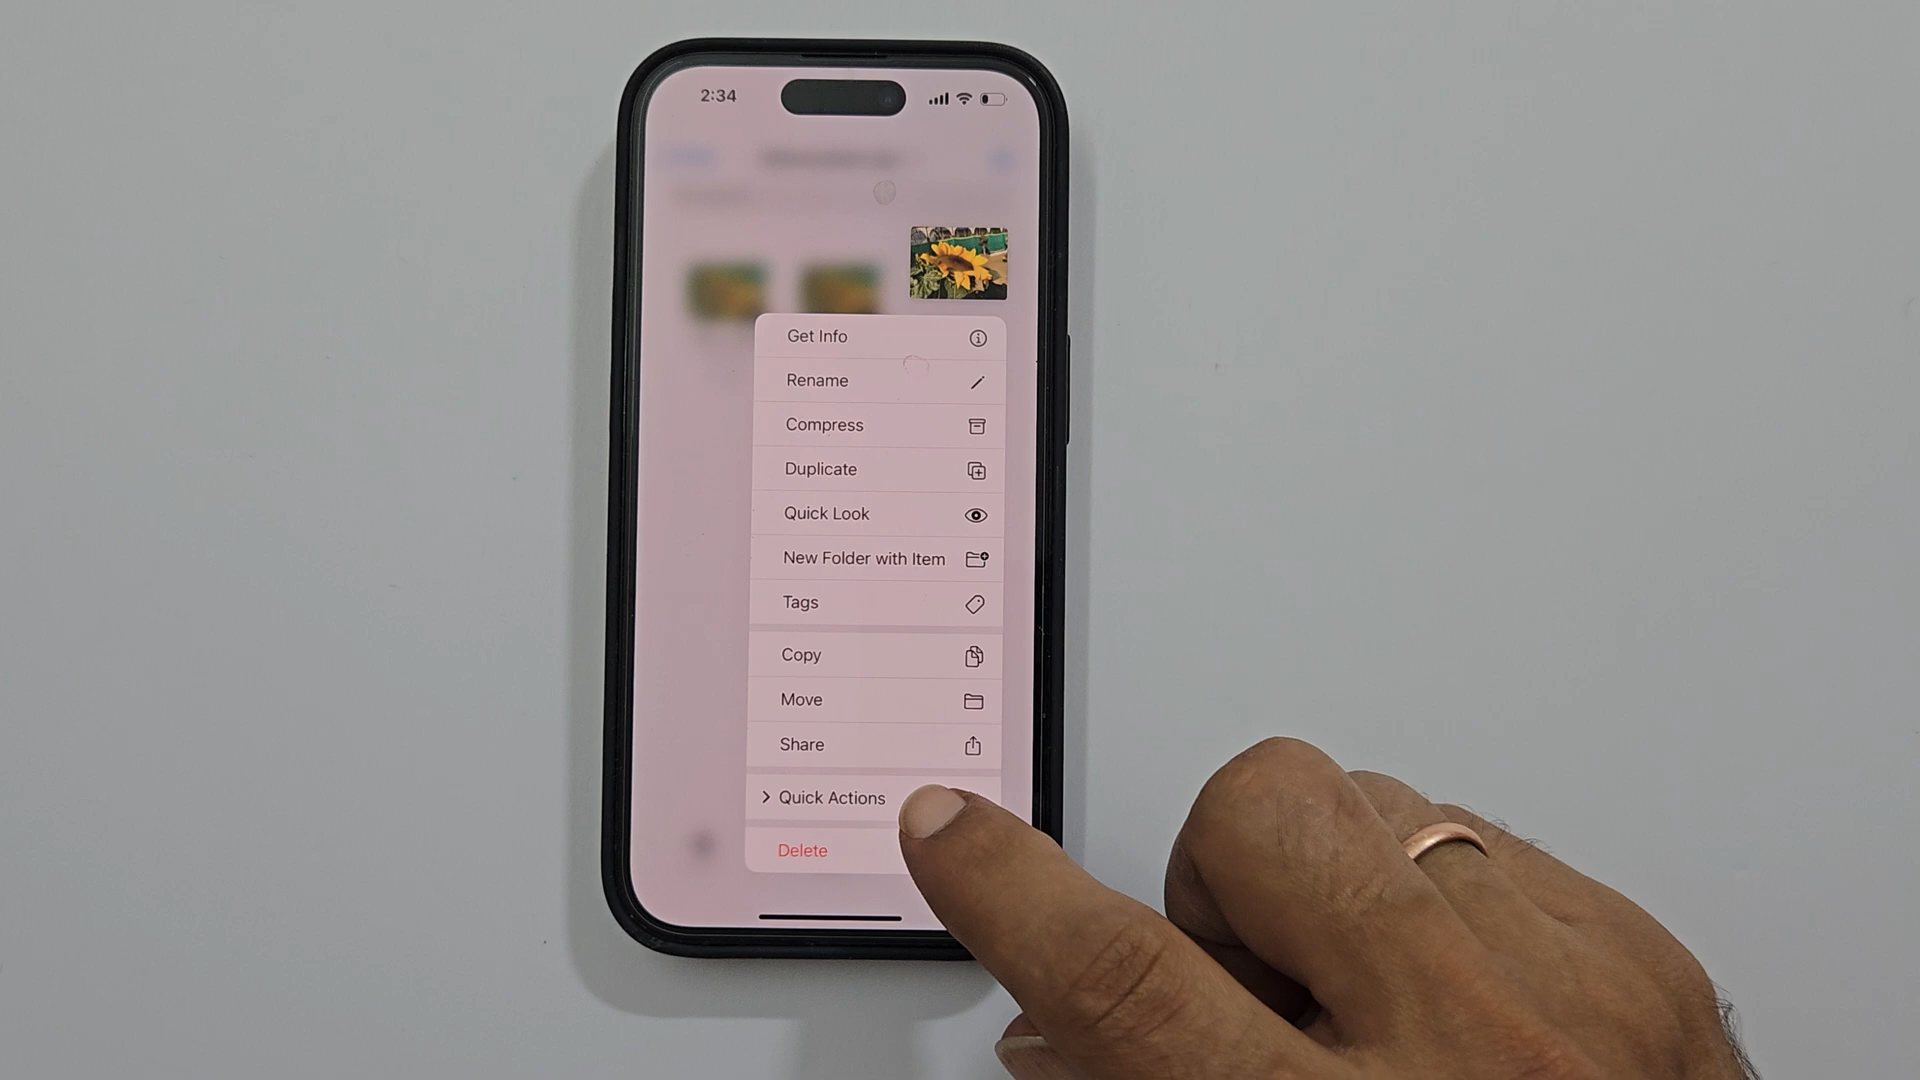 2:34
Get Info
Rename
Compress
Duplicate
Quick Look
New Folder with Item
Tags
Copy
Move
Share
Quick Actions
Delete